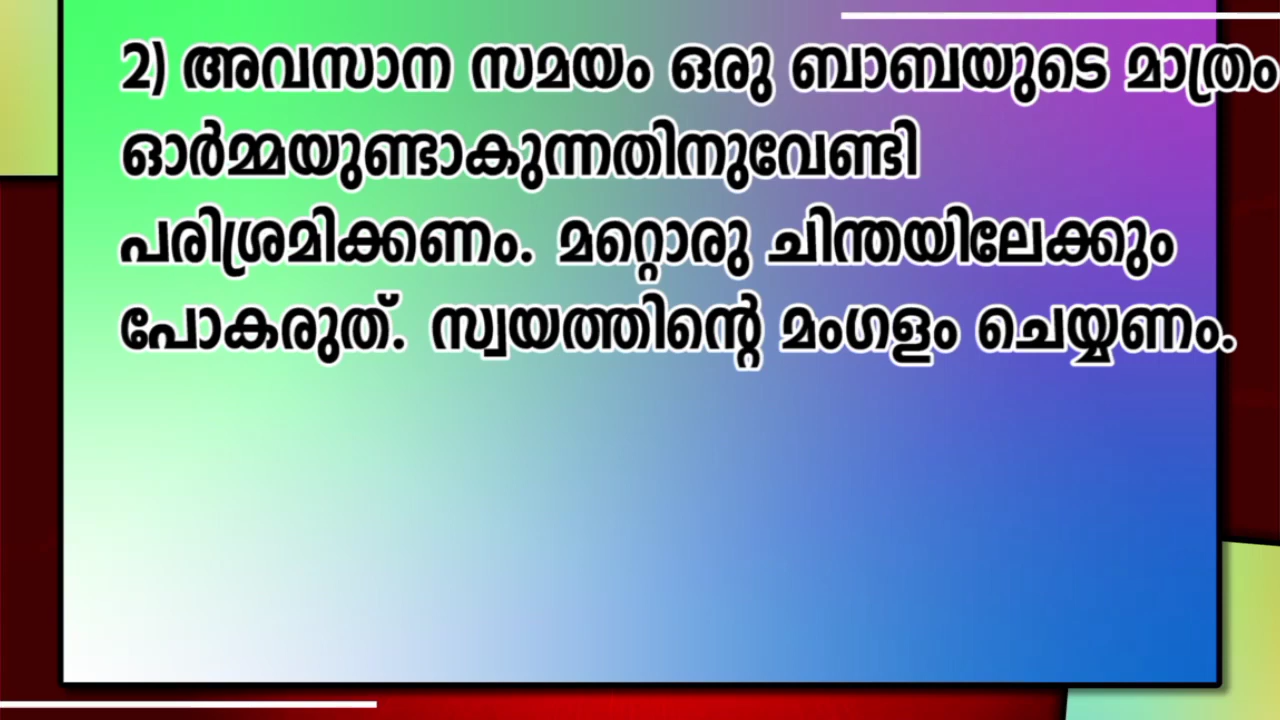 2) അവസാന സമയം ഒരു ബാബയുടെ മാത്രം
ഓർമ്മയുണ്ടാകുന്നതിനുവേണ്ടി
പരിശ്രമിക്കണം. മറ്റൊരു ചിന്തയിലേക്കും
പോകരുത്. സ്വയത്തിന്റെ മംഗളം ചെയ്യണം.